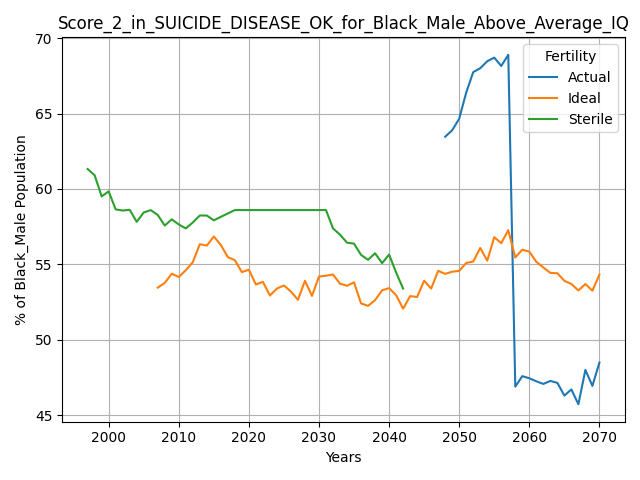 Score_2_in_SUICIDE_DISEASE_OK_for_Black_Male_Above_Average_IQ
70
65
60
55
50
45
% of Black_Male Population
Fertility
Actual
Ideal
Sterile
2000 2010 2020 2030 2040 2050 2060 2070
Years